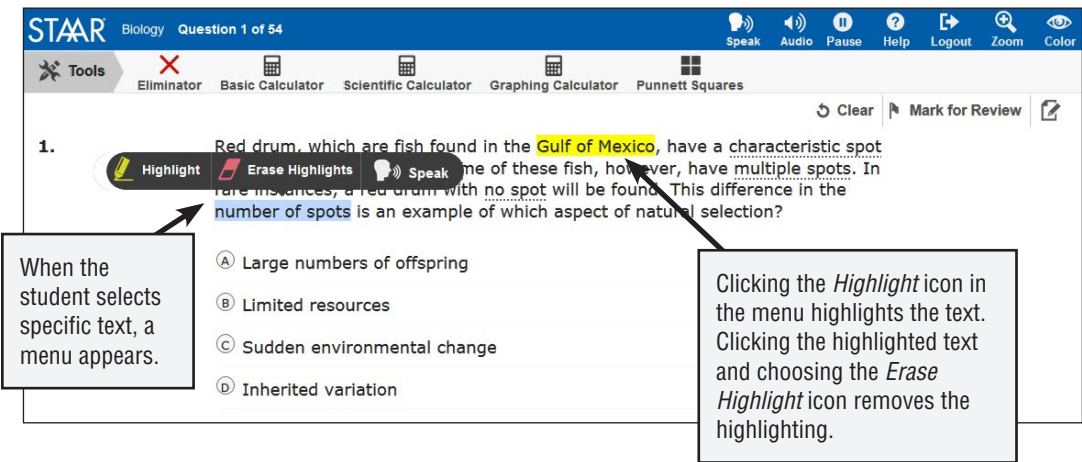 STAAR Biology Question 1 of 54 Speak Audio Pause Help Logout Zoom Color
Tools Eliminator Basic Calculator Scientific Calculator Graphing Calculator Punnett Squares
Clear Mark for Review
1. Red drum, which are fish found in the Gulf of Mexico, have a characteristic spot
Highlight Erase Highlights Speak
of these fish, however, have multiple spots. In
rare instances, a red drum with no spot will be found. This difference in the
number of spots is an example of which aspect of natural selection?
A Large numbers of offspring
B Limited resources
C Sudden environmental change
D Inherited variation
When the
student selects
specific text, a
menu appears.
Clicking the Highlight icon in
the menu highlights the text.
Clicking the highlighted text
and choosing the Erase
Highlight icon removes the
highlighting.